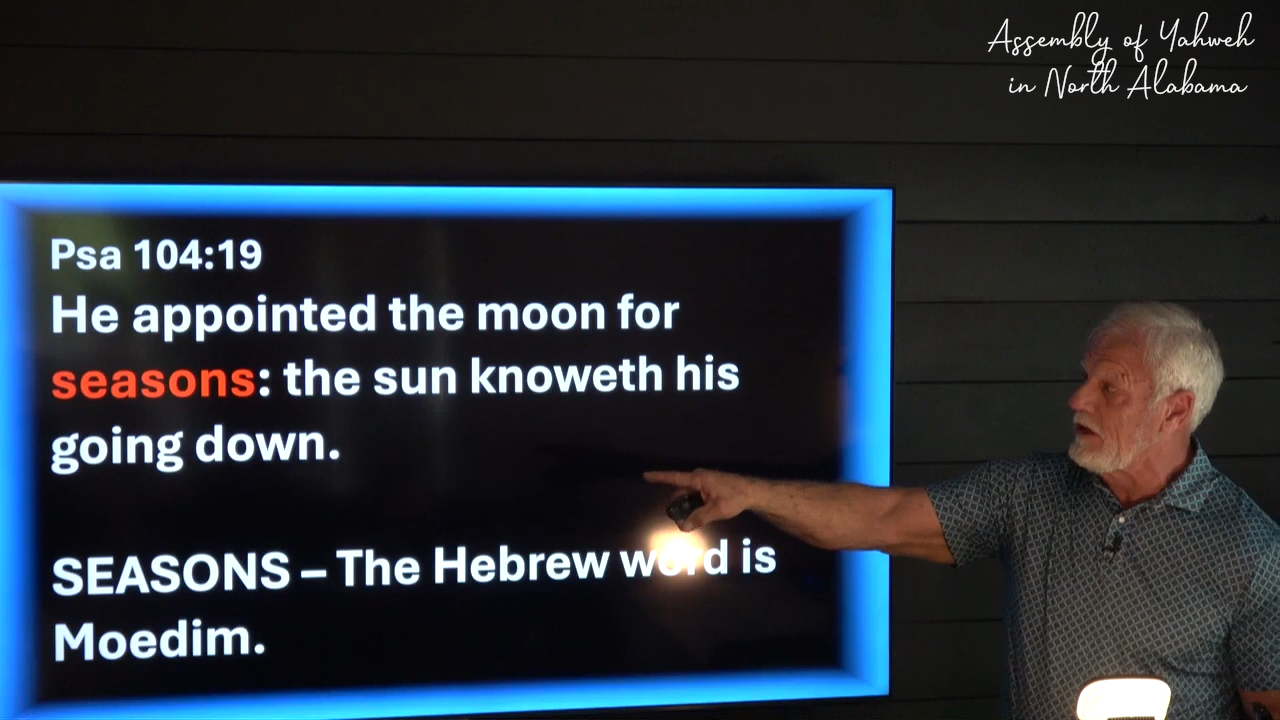 Assembly of Yahweh
in North Alabama
Psa 104:19
He appointed the moon for
seasons: the sun knoweth his
going down.
SEASONS – The Hebrew word is
Moedim.